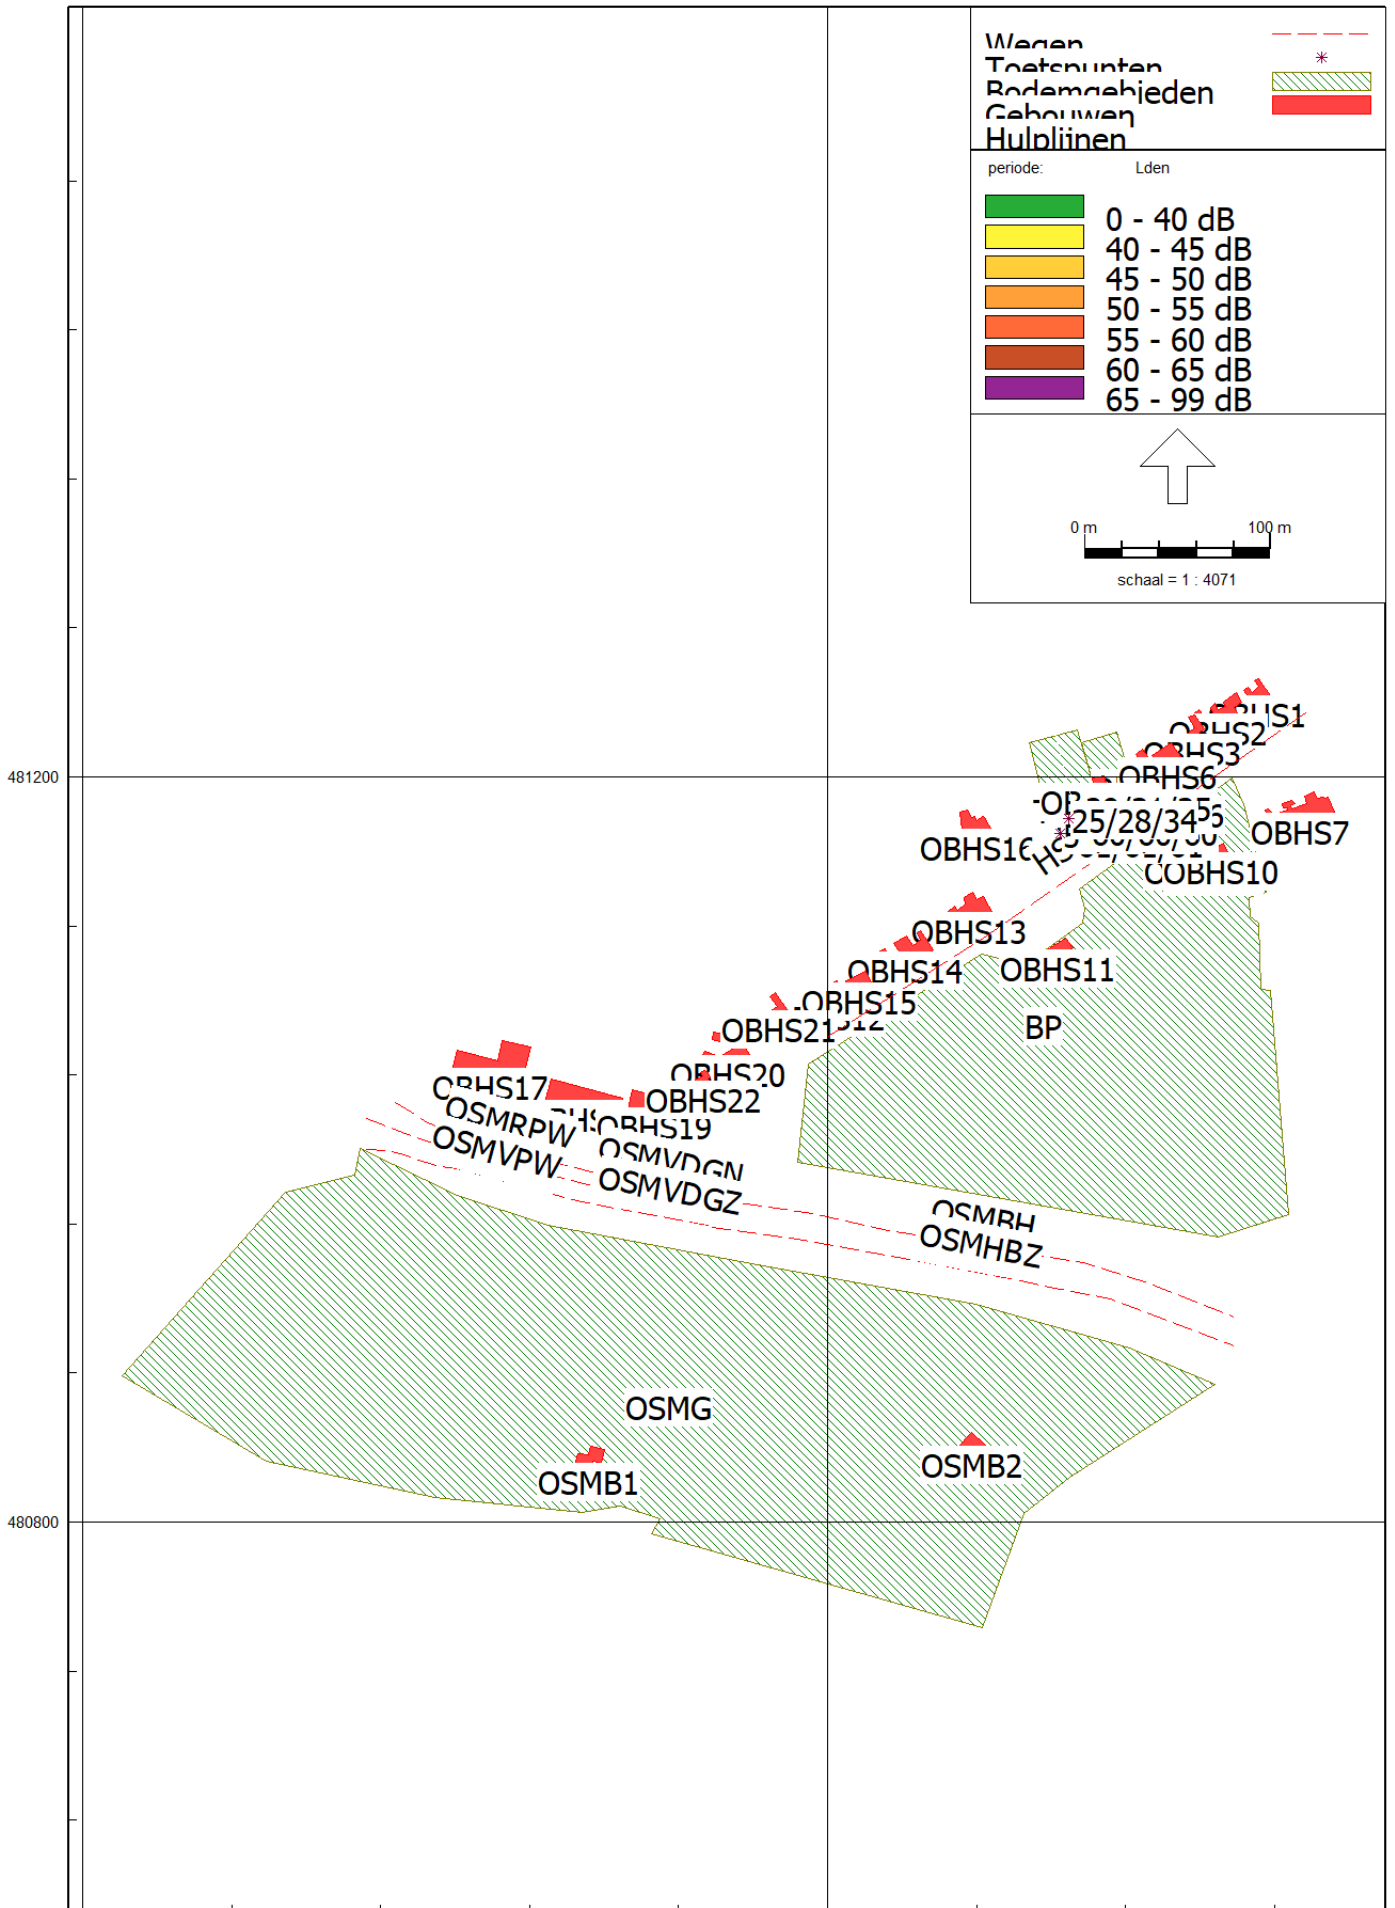 Wegen
Toetspunten
Bodemgebieden
Gebouwen
Hulplijnen
periode: Lden
0 - 40 dB
40 - 45 dB
45 - 50 dB
50 - 55 dB
55 - 60 dB
60 - 65 dB
65 - 99 dB
0 m 100 m
schaal = 1 : 4071
OBHS1
OBHS2
OBHS3
481200
OBHS6
25/28/34
OBHS7
OBHS16
OBHS10
OBHS13
OBHS14
OBHS11
OBHS15
BP
OBHS21
OBHS20
OBHS17
OBHS22
OBHS19
OSMRPW
OSMVPW
OSMVDGN
OSMVDGZ
OSMBH
OSMHBZ
OSMG
OSMB2
OSMB1
480800